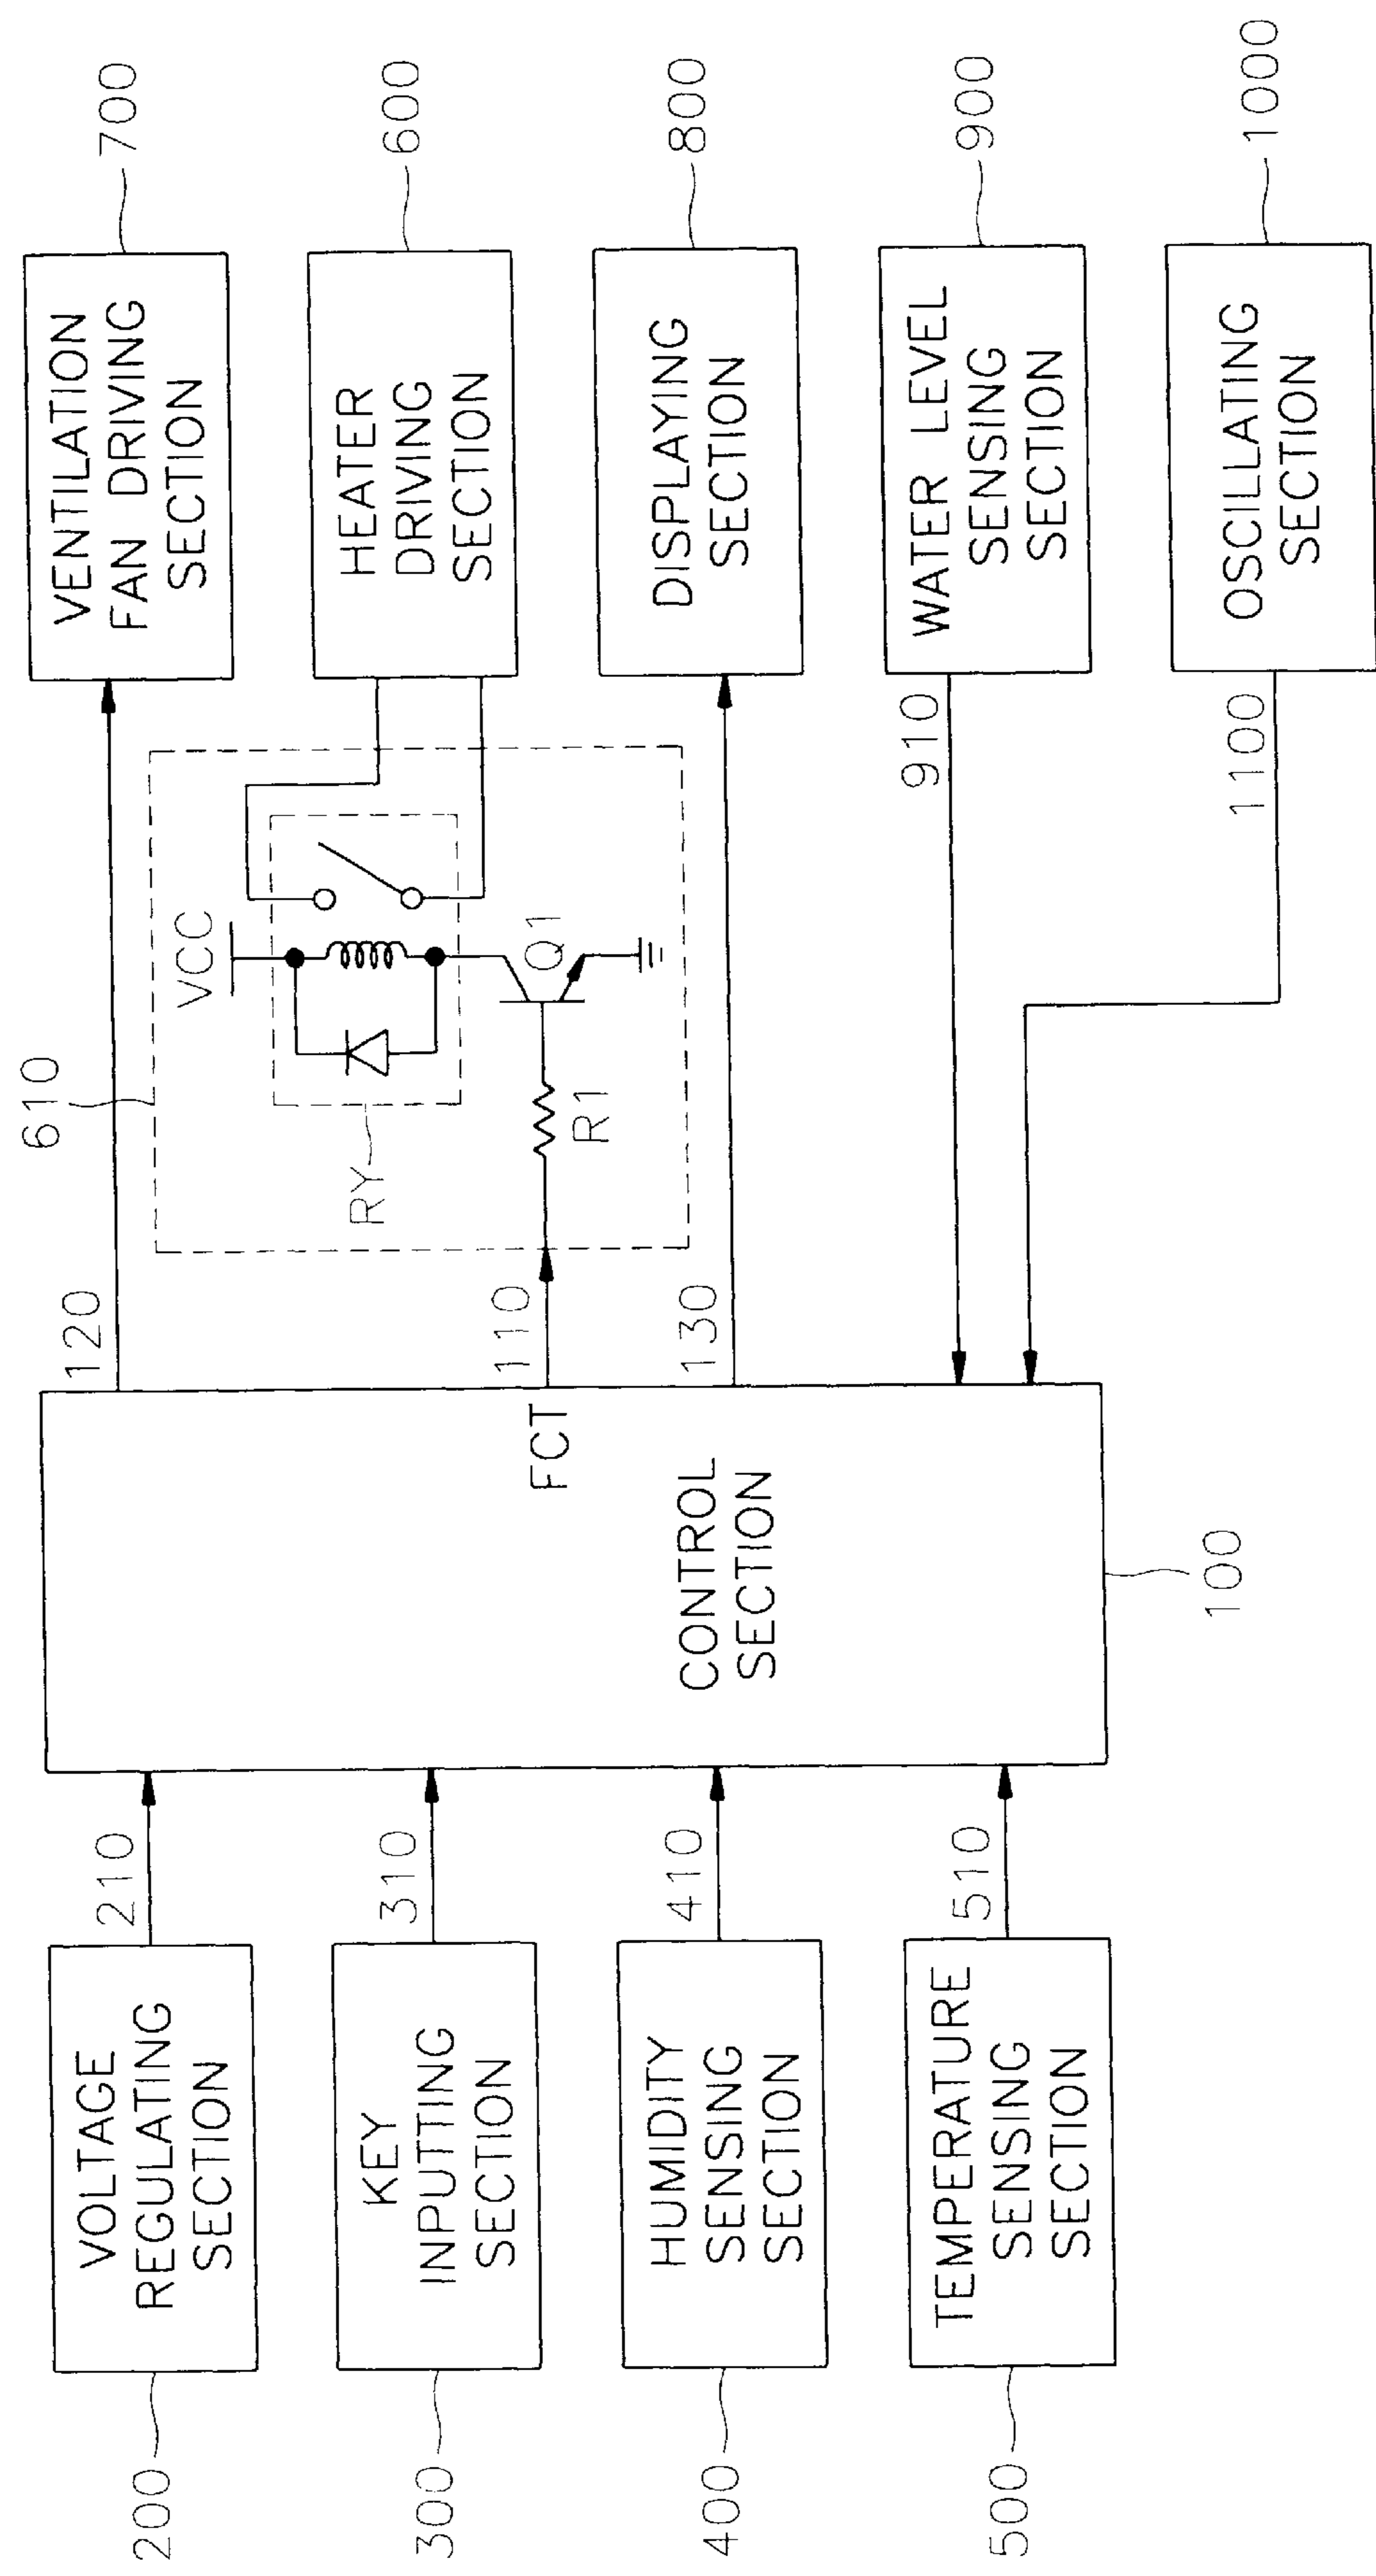 200
VOLTAGE
REGULATING
SECTION
210
300
KEY
INPUTTING
SECTION
310
400
HUMIDITY
SENSING
SECTION
410
500
TEMPERATURE
SENSING
SECTION
510
FCT
CONTROL
SECTION
100
120
110
130
610
VCC
RY
Q1
R1
VENTILATION
FAN DRIVING
SECTION
700
HEATER
DRIVING
SECTION
600
DISPLAYING
SECTION
800
910
WATER LEVEL
SENSING
SECTION
900
1100
OSCILLATING
SECTION
1000